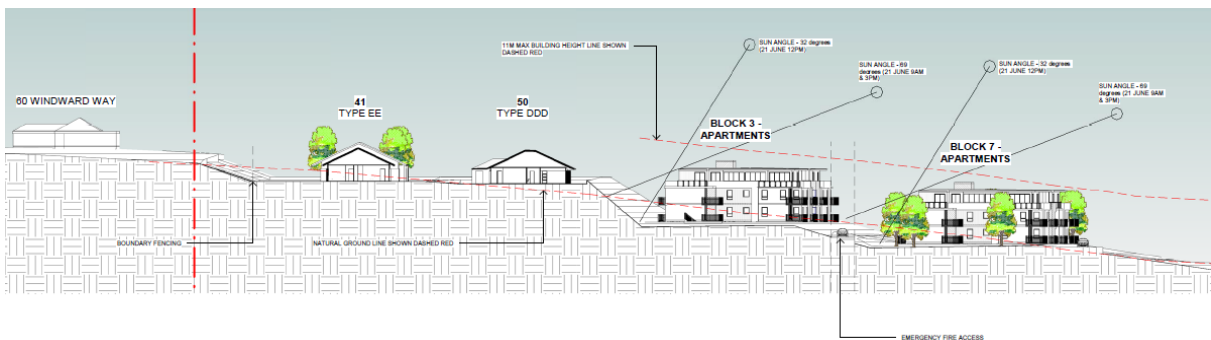 60 WINDWARD WAY
41
TYPE EE
50
TYPE DDD
11M MAX BUILDING HEIGHT LINE SHOWN
DASHED RED
SUN ANGLE - 32 degrees
(21 JUNE 12PM)
SUN ANGLE - 69
degrees (21 JUNE 9AM
& 3PM)
BLOCK 3 -
APARTMENTS
SUN ANGLE - 32 degrees
(21 JUNE 12PM)
SUN ANGLE - 69
degrees (21 JUNE 9AM
& 3PM)
BLOCK 7 -
APARTMENTS
BOUNDARY FENCING
NATURAL GROUND LINE SHOWN DASHED RED
EMERGENCY FIRE ACCESS